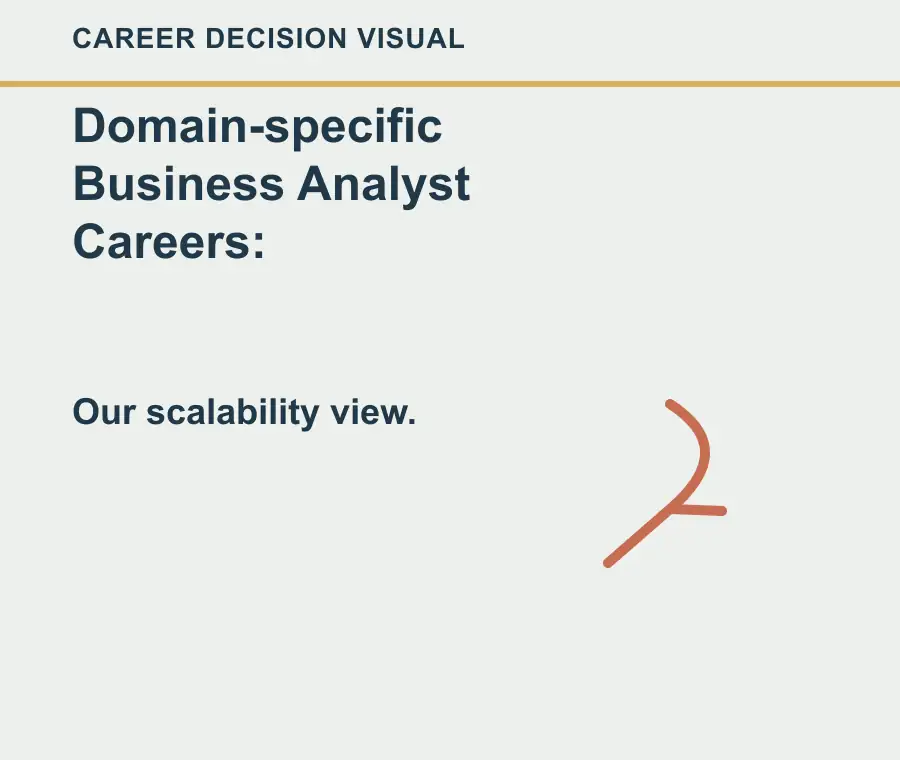 CAREER DECISION VISUAL
Domain-specific
Business Analyst
Careers:
Our scalability view.